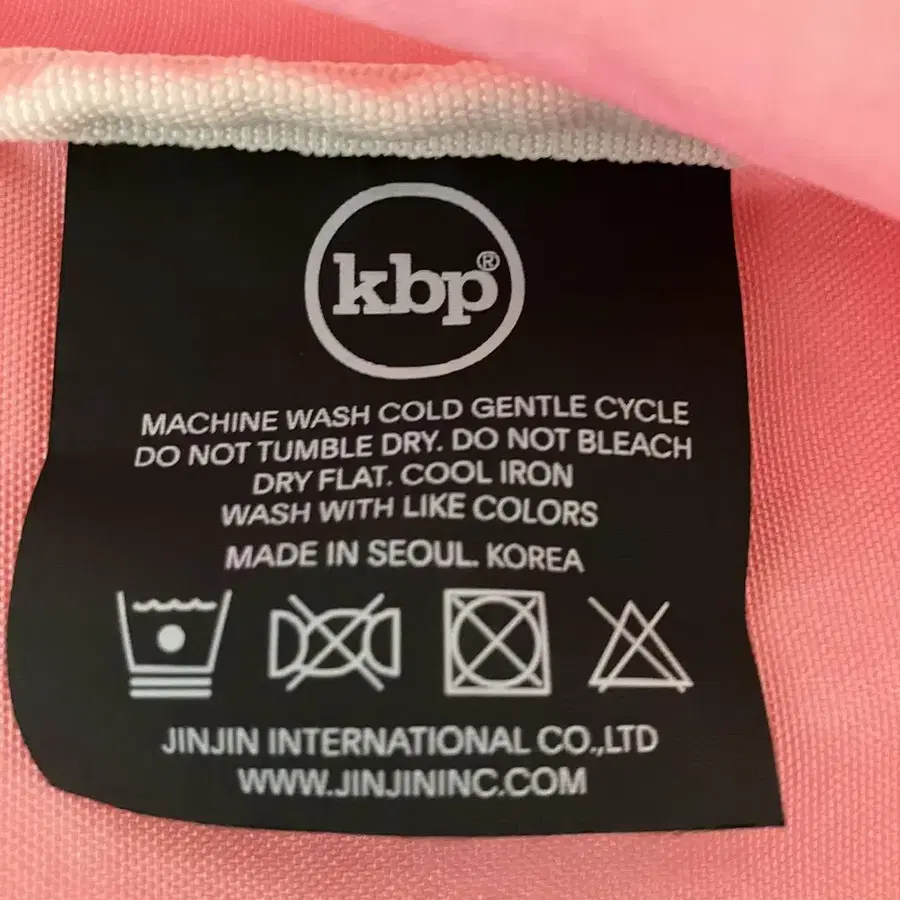 kbp®
MACHINE WASH COLD GENTLE CYCLE
DO NOT TUMBLE DRY. DO NOT BLEACH
DRY FLAT. COOL IRON
WASH WITH LIKE COLORS
MADE IN SEOUL. KOREA
JINJIN INTERNATIONAL CO.,LTD
WWW.JINJININC.COM